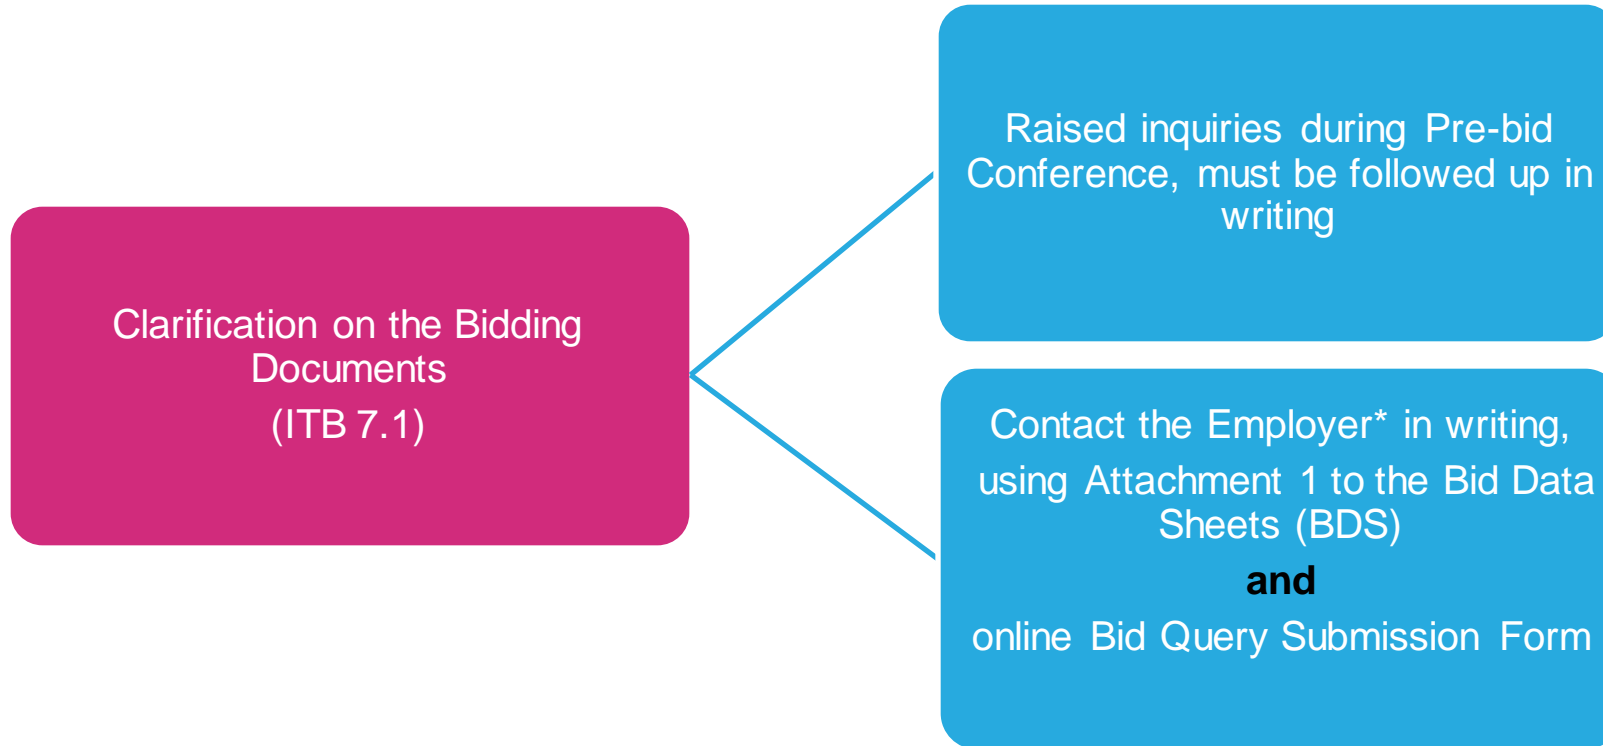 Clarification on the Bidding
Documents
(ITB 7.1)
Raised inquiries during Pre-bid
Conference, must be followed up in
writing
Contact the Employer* in writing,
using Attachment 1 to the Bid Data
Sheets (BDS)
and
online Bid Query Submission Form